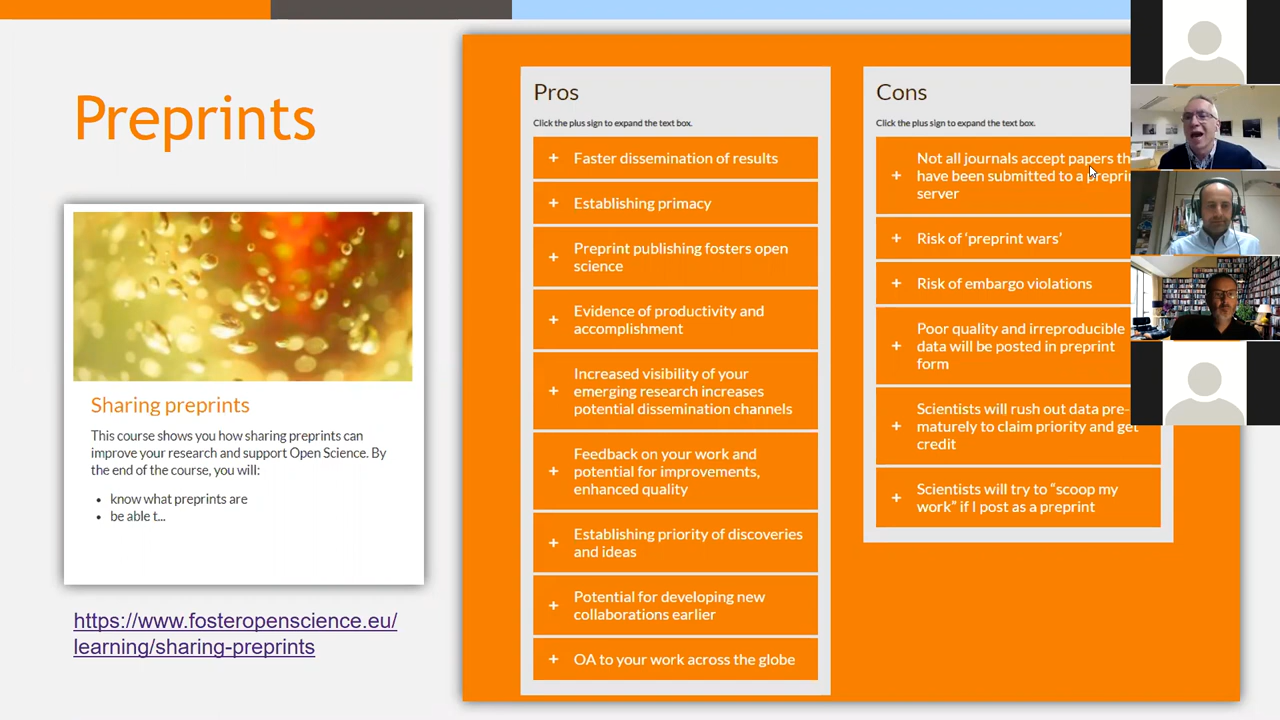 Preprints
Sharing preprints
This course shows you how sharing preprints can
improve your research and support Open Science. By
the end of the course, you will:
• know what preprints are
• be able t...
https://www.fosteropenscience.eu/
learning/sharing-preprints
Pros
Click the plus sign to expand the text box.
+ Faster dissemination of results
+ Establishing primacy
+ Preprint publishing fosters open
science
+ Evidence of productivity and
accomplishment
+ Increased visibility of your
emerging research increases
potential dissemination channels
+ Feedback on your work and
potential for improvements,
enhanced quality
+ Establishing priority of discoveries
and ideas
+ Potential for developing new
collaborations earlier
+ OA to your work across the globe
Cons
Click the plus sign to expand the text box.
+ Not all journals accept papers
have been submitted to a
server
+ Risk of ‘preprint wars’
+ Risk of embargo violations
+ Poor quality and irreproducible
data will be posted in preprint
form
+ Scientists will rush out data pre-
maturely to claim priority and get
credit
+ Scientists will try to “scoop my
work” if I post as a preprint